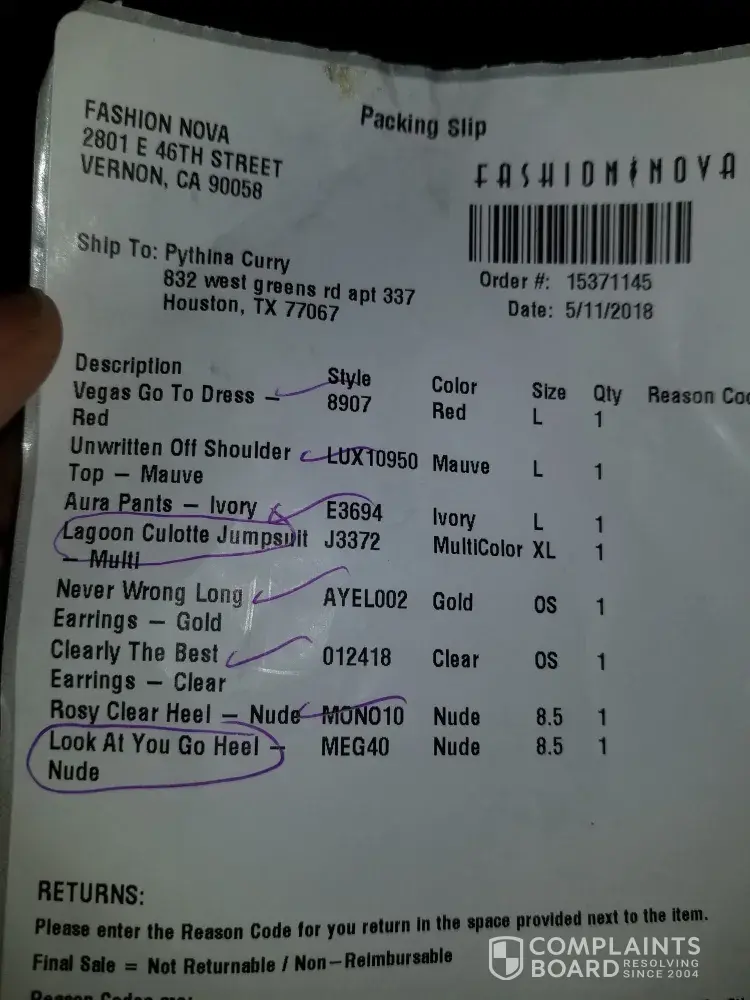 Packing Slip
FASHION NOVA
2801 E 46TH STREET
VERNON, CA 90058
FASHION NOVA
Ship To: Pythina Curry
832 west greens rd apt 337
Houston, TX 77067
Order #: 15371145
Date: 5/11/2018
Description Style Color Size Qty Reason Co
Vegas Go To Dress – 8907 Red L 1
Red
Unwritten Off Shoulder LUX10950 Mauve L 1
Top – Mauve
Aura Pants – Ivory E3694 Ivory L 1
Lagoon Culotte Jumpsuit J3372 MultiColor XL 1
– Multi
Never Wrong Long AYEL002 Gold OS 1
Earrings – Gold
Clearly The Best 012418 Clear OS 1
Earrings – Clear
Rosy Clear Heel – Nude MONO10 Nude 8.5 1
Look At You Go Heel – MEG40 Nude 8.5 1
Nude
RETURNS:
Please enter the Reason Code for you return in the space provided next to the item.
Final Sale = Not Returnable / Non-Reimbursable
COMPLAINTS
BOARD RESOLVING SINCE 2004